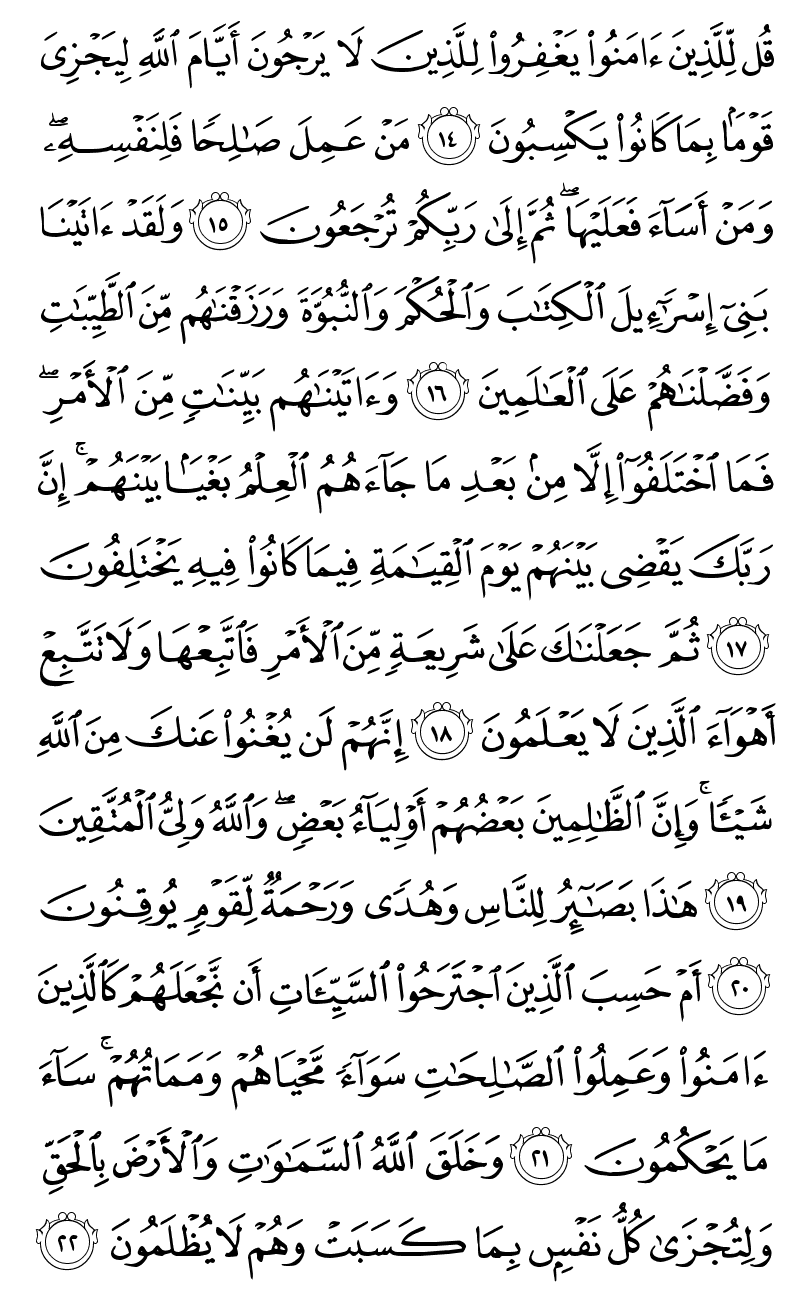 قُل لِّلَّذِينَ ءَامَنُوا۟ يَغْفِرُوا۟ لِلَّذِينَ لَا يَرْجُونَ أَيَّامَ ٱللَّهِ لِيَجْزِىَ
قَوْمًۢا بِمَا كَانُوا۟ يَكْسِبُونَ ١٤ مَنْ عَمِلَ صَٰلِحًا فَلِنَفْسِهِۦ ۖ
وَمَنْ أَسَآءَ فَعَلَيْهَا ۖ ثُمَّ إِلَىٰ رَبِّكُمْ تُرْجَعُونَ ١٥ وَلَقَدْ ءَاتَيْنَا
بَنِىٓ إِسْرَٰٓءِيلَ ٱلْكِتَٰبَ وَٱلْحُكْمَ وَٱلنُّبُوَّةَ وَرَزَقْنَٰهُم مِّنَ ٱلطَّيِّبَٰتِ
وَفَضَّلْنَٰهُمْ عَلَى ٱلْعَٰلَمِينَ ١٦ وَءَاتَيْنَٰهُم بَيِّنَٰتٍ مِّنَ ٱلْأَمْرِ ۖ
فَمَا ٱخْتَلَفُوٓا۟ إِلَّا مِنۢ بَعْدِ مَا جَآءَهُمُ ٱلْعِلْمُ بَغْيًۢا بَيْنَهُمْ ۚ إِنَّ
رَبَّكَ يَقْضِى بَيْنَهُمْ يَوْمَ ٱلْقِيَٰمَةِ فِيمَا كَانُوا۟ فِيهِ يَخْتَلِفُونَ
١٧ ثُمَّ جَعَلْنَٰكَ عَلَىٰ شَرِيعَةٍ مِّنَ ٱلْأَمْرِ فَٱتَّبِعْهَا وَلَا تَتَّبِعْ
أَهْوَآءَ ٱلَّذِينَ لَا يَعْلَمُونَ ١٨ إِنَّهُمْ لَن يُغْنُوا۟ عَنكَ مِنَ ٱللَّهِ
شَيْـًٔا ۚ وَإِنَّ ٱلظَّٰلِمِينَ بَعْضُهُمْ أَوْلِيَآءُ بَعْضٍ ۖ وَٱللَّهُ وَلِىُّ ٱلْمُتَّقِينَ
١٩ هَٰذَا بَصَٰٓئِرُ لِلنَّاسِ وَهُدًى وَرَحْمَةٌ لِّقَوْمٍ يُوقِنُونَ
٢٠ أَمْ حَسِبَ ٱلَّذِينَ ٱجْتَرَحُوا۟ ٱلسَّيِّـَٔاتِ أَن نَّجْعَلَهُمْ كَٱلَّذِينَ
ءَامَنُوا۟ وَعَمِلُوا۟ ٱلصَّٰلِحَٰتِ سَوَآءً مَّحْيَاهُمْ وَمَمَاتُهُمْ ۚ سَآءَ
مَا يَحْكُمُونَ ٢١ وَخَلَقَ ٱللَّهُ ٱلسَّمَٰوَٰتِ وَٱلْأَرْضَ بِٱلْحَقِّ
وَلِتُجْزَىٰ كُلُّ نَفْسٍۭ بِمَا كَسَبَتْ وَهُمْ لَا يُظْلَمُونَ ٢٢